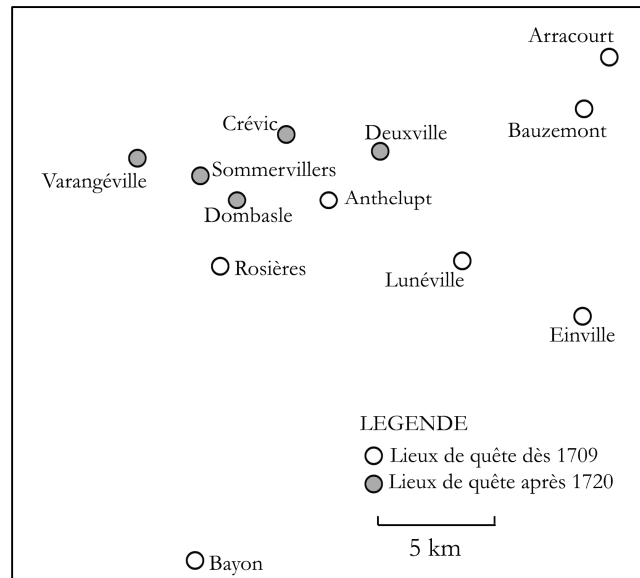 Arracourt
Bauzemont
Crévic
Deuxville
Sommervillers
Varangéville
Anthelupt
Dombasle
Rosières
Lunéville
Einville
LEGENDE
Lieux de quête dès 1709
Lieux de quête après 1720
5 km
Bayon